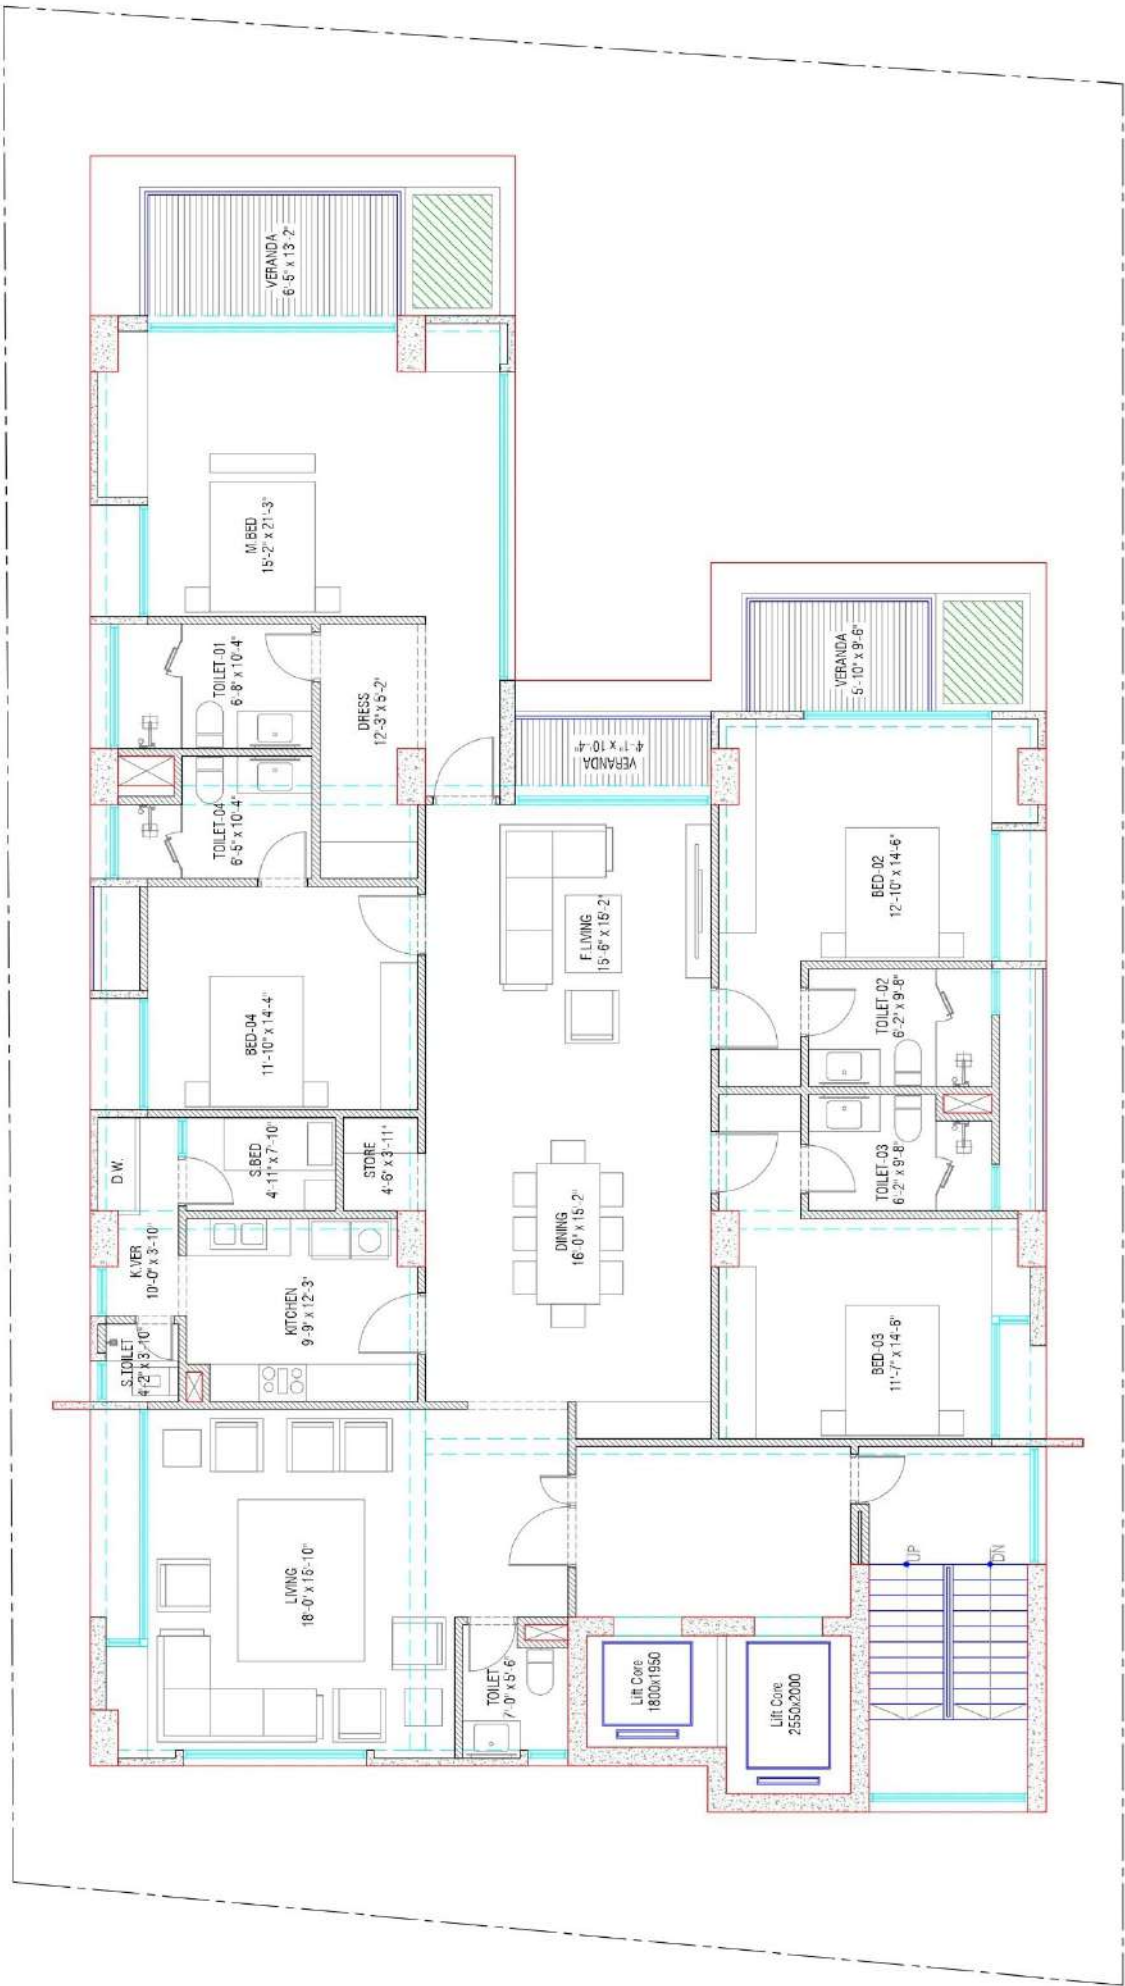 VERANDA
6'-5" x 13'-2"
M.BED
15'-2" x 21'-3"
TOILET-01
6'-8" x 10'-4"
DRESS
12'-3" x 5'-2"
TOILET-04
6'-5" x 10'-4"
VERANDA
4'-1" x 10'-4"
VERANDA
5'-10" x 9'-6"
BED-04
11'-10" x 14'-4"
F.LIVING
15'-6" x 15'-2"
BED-02
12'-10" x 14'-6"
TOILET-02
6'-2" x 9'-8"
TOILET-03
6'-2" x 9'-8"
D.W.
S.BED
4'-11" x 7'-10"
STORE
4'-6" x 3'-11"
K.VER
10'-0" x 3'-10"
KITCHEN
9'-9" x 12'-3"
DINING
16'-0" x 15'-2"
S.TOILET
4'-2" x 3'-10"
BED-03
11'-7" x 14'-6"
LIVING
18'-0" x 15'-10"
TOILET
7'-0" x 5'-6"
Lift Core
1800x1950
Lift Core
2550x2000
UP
DN